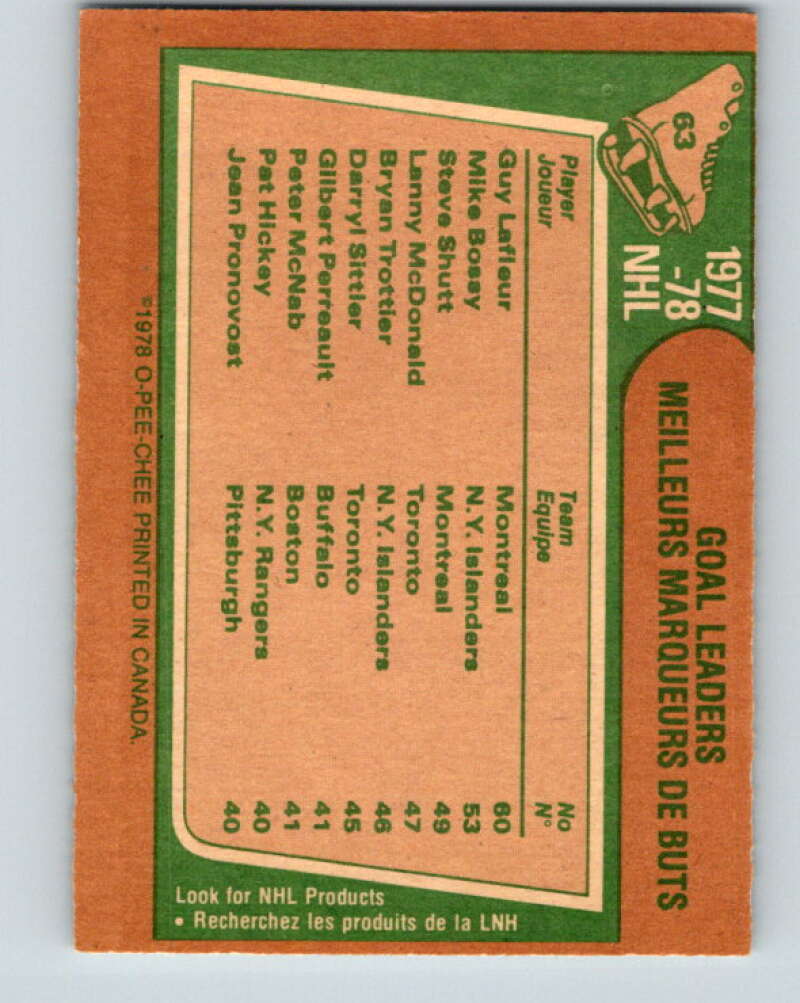 63
1977
-78
NHL
GOAL LEADERS
MEILLEURS MARQUEURS DE BUTS
Player Team No
Joueur Equipe N°
Guy Lafleur Montreal 60
Mike Bossy N.Y. Islanders 53
Steve Shutt Montreal 49
Lanny McDonald Toronto 47
Bryan Trottier N.Y. Islanders 46
Darryl Sittler Toronto 45
Gilbert Perreault Buffalo 41
Peter McNab Boston 41
Pat Hickey N.Y. Rangers 40
Jean Pronovost Pittsburgh 40
Look for NHL Products
• Recherchez les produits de la LNH
©1978 O-PEE-CHEE PRINTED IN CANADA.